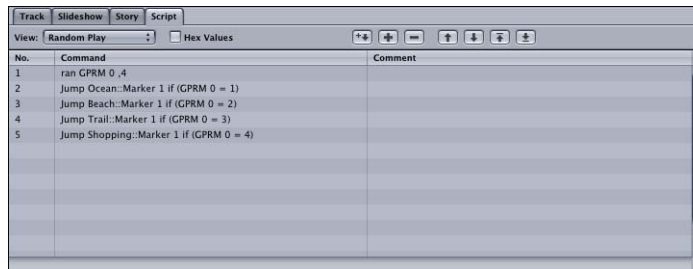 Track Slideshow Story Script
View: Random Play Hex Values
No. Command Comment
1 ran GPRM 0 ,4
2 Jump Ocean::Marker 1 if (GPRM 0 = 1)
3 Jump Beach::Marker 1 if (GPRM 0 = 2)
4 Jump Trail::Marker 1 if (GPRM 0 = 3)
5 Jump Shopping::Marker 1 if (GPRM 0 = 4)